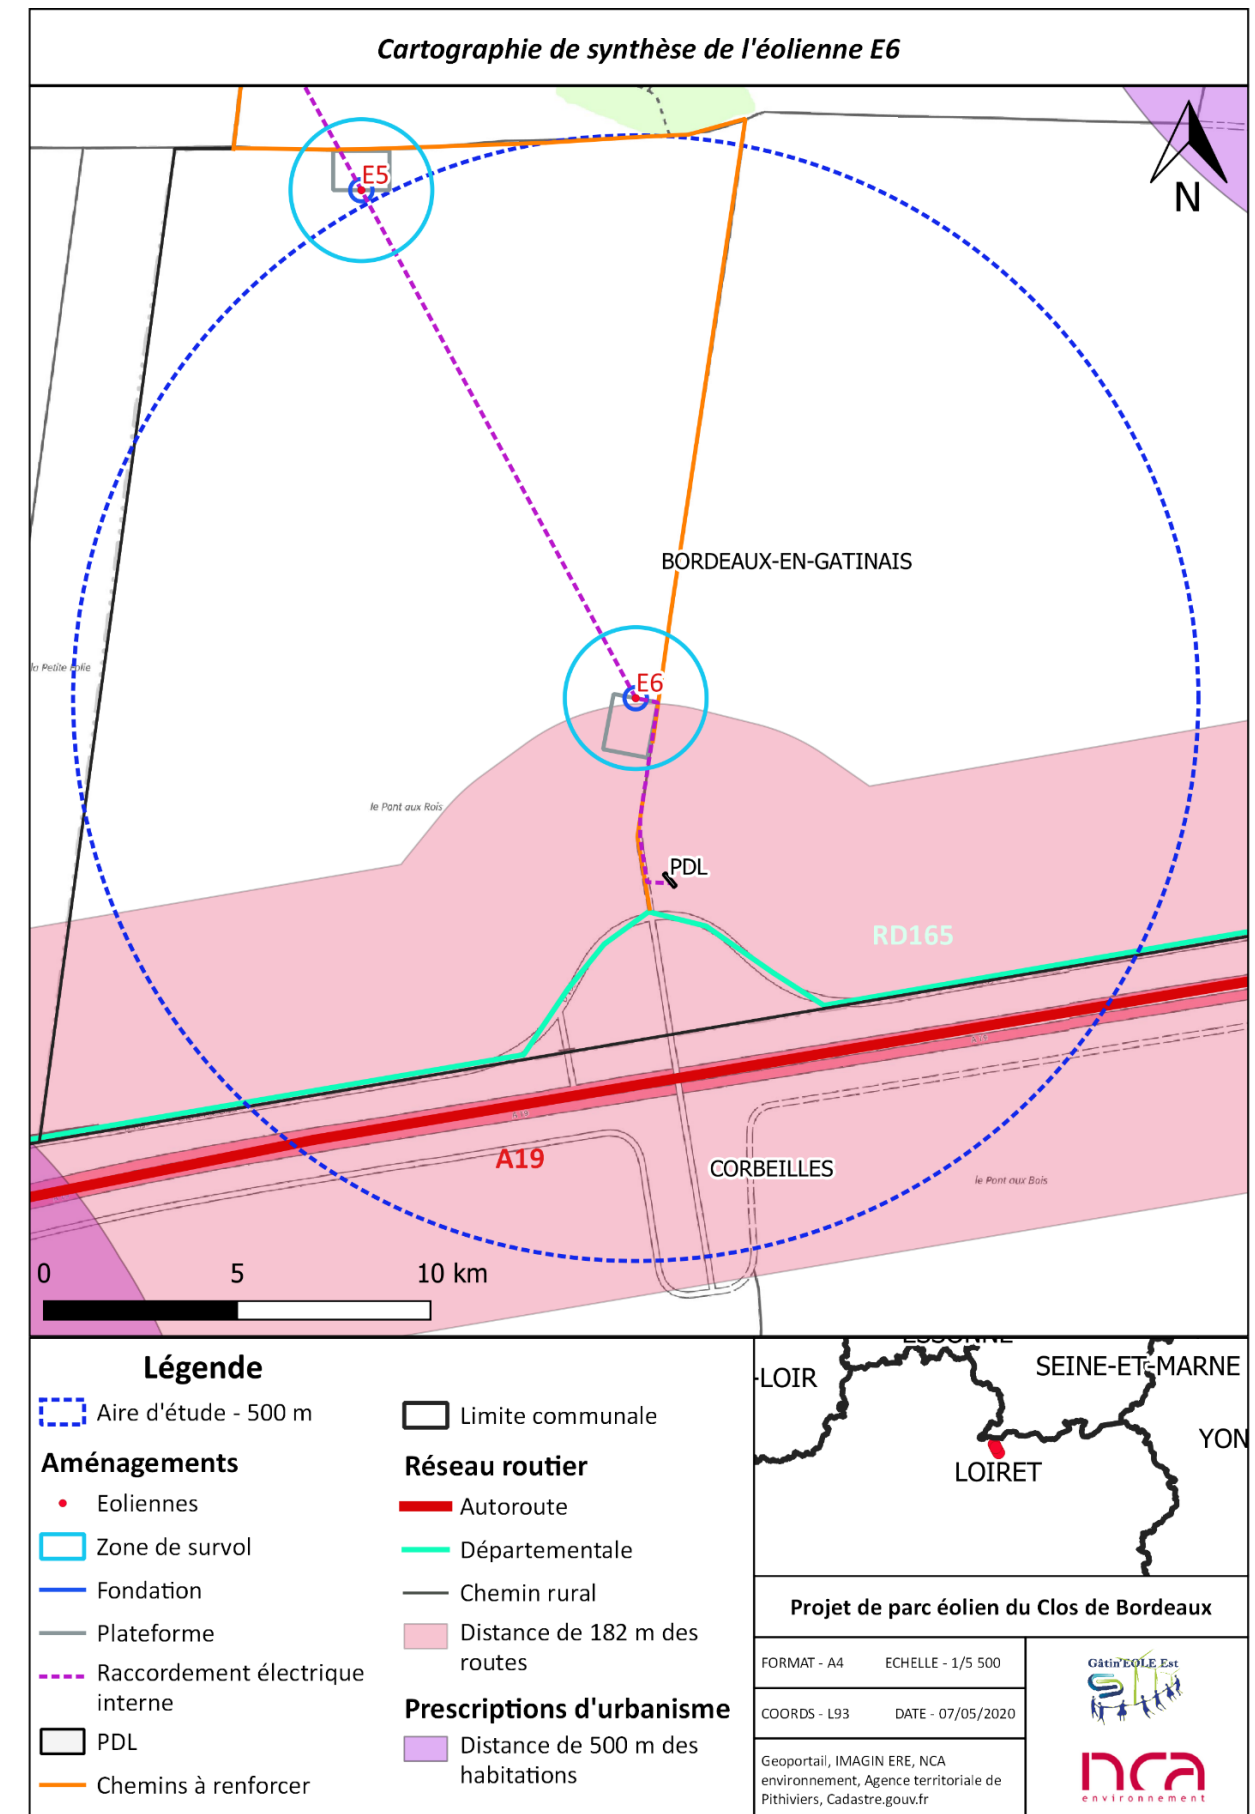 Cartographie de synthèse de l'éolienne E6
N
E5
BORDEAUX-EN-GATINAIS
la Petite Folie
E6
le Pont aux Rois
PDL
RD165
A19
CORBEILLES
le Pont aux Bois
0 5 10 km
Légende
Aire d'étude - 500 m
Aménagements
Eoliennes
Zone de survol
Fondation
Plateforme
Raccordement électrique
interne
PDL
Chemins à renforcer
Limite communale
Réseau routier
Autoroute
Départementale
Chemin rural
Distance de 182 m des
routes
Prescriptions d'urbanisme
Distance de 500 m des
habitations
ESSONNE
-LOIR
SEINE-ET-MARNE
YON
LOIRET
Projet de parc éolien du Clos de Bordeaux
FORMAT - A4 ECHELLE - 1/5 500
COORDS - L93 DATE - 07/05/2020
Geoportail, IMAGIN ERE, NCA
environnement, Agence territoriale de
Pithiviers, Cadastre.gouv.fr
Gâtin'EOLE Est
nca
environnement